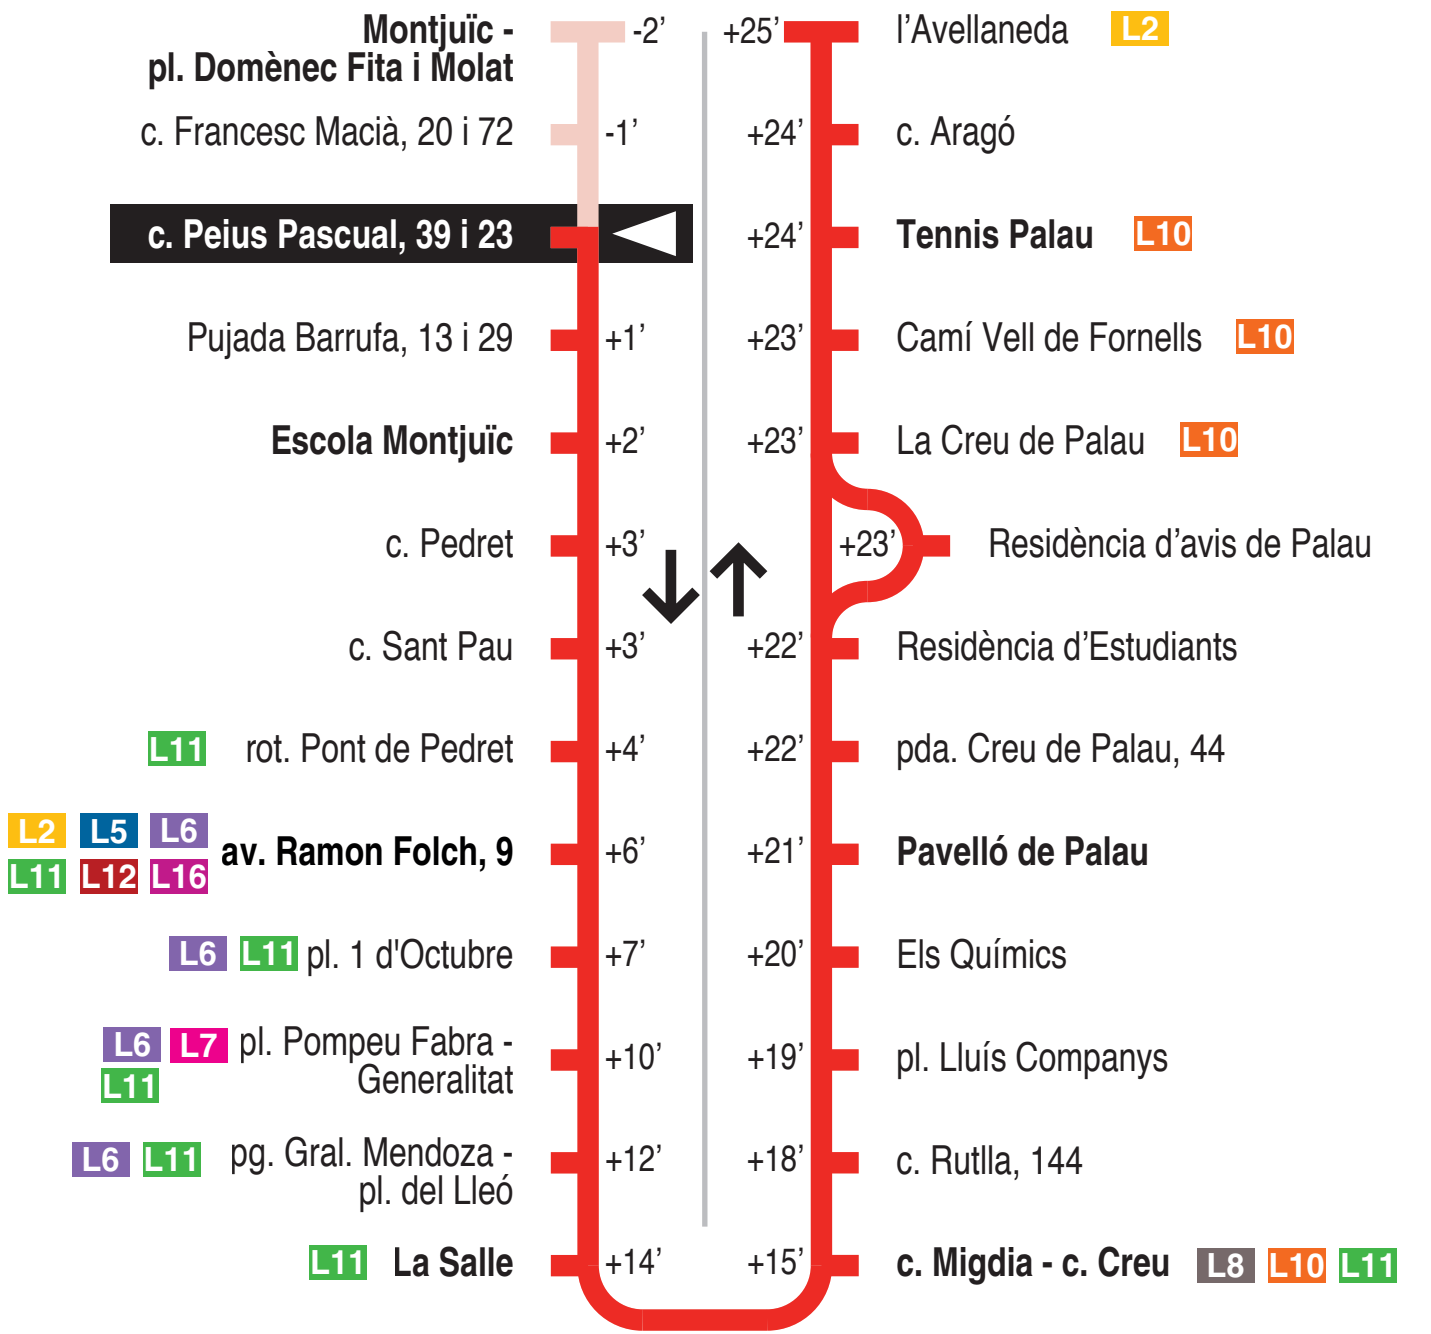 Montjuïc -
pl. Domènec Fita i Molat
-2’
c. Francesc Macià, 20 i 72
-1’
c. Peius Pascual, 39 i 23
Pujada Barrufa, 13 i 29
+1’
Escola Montjuïc
+2’
c. Pedret
+3’
c. Sant Pau
+3’
L11 rot. Pont de Pedret
+4’
L2 L5 L6
L11 L12 L16
av. Ramon Folch, 9
+6’
L6 L11 pl. 1 d'Octubre
+7’
L6 L7 pl. Pompeu Fabra -
L11 Generalitat
+10’
L6 L11 pg. Gral. Mendoza -
pl. del Lleó
+12’
L11 La Salle
+14’
+15’
c. Migdia - c. Creu L8 L10 L11
+18’
c. Rutlla, 144
+19’
pl. Lluís Companys
+20’
Els Químics
+21’
Pavelló de Palau
+22’
pda. Creu de Palau, 44
+22’
Residència d’Estudiants
+23’
Residència d’avis de Palau
+23’
La Creu de Palau L10
+23’
Camí Vell de Fornells L10
+24’
Tennis Palau L10
+24’
c. Aragó
+25’
l’Avellaneda L2